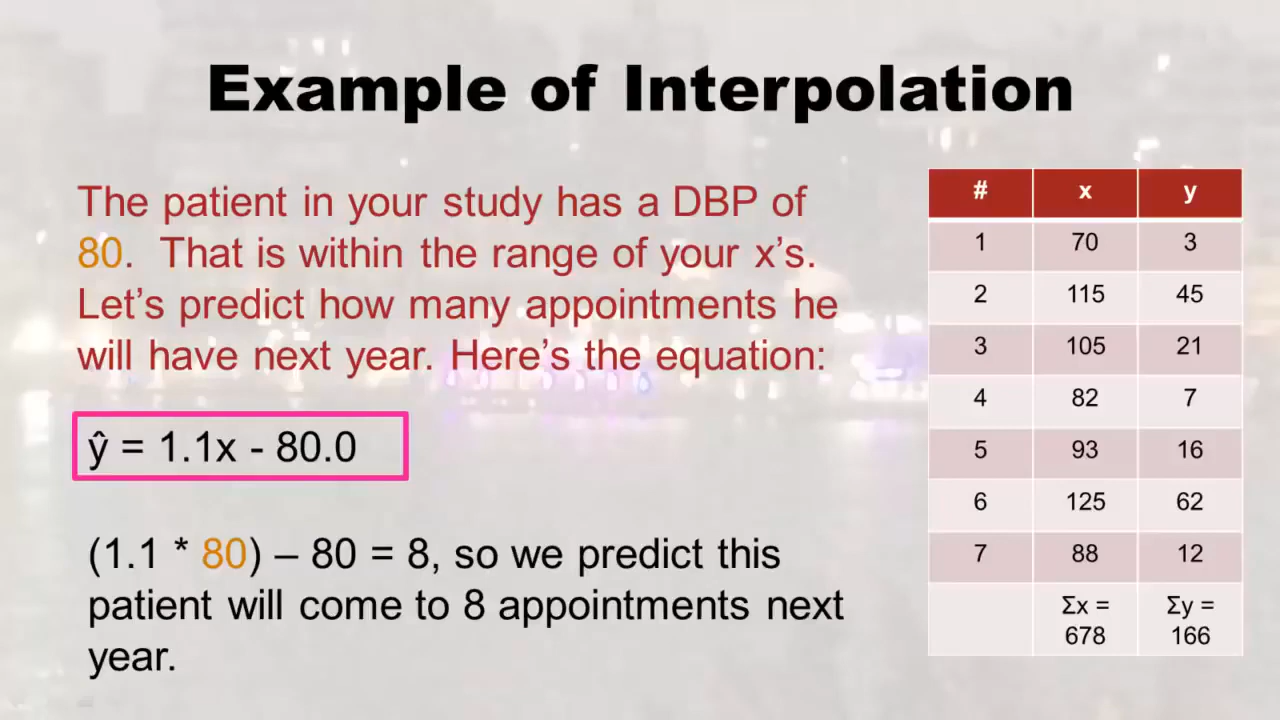 Example of Interpolation
The patient in your study has a DBP of
80. That is within the range of your x’s.
Let’s predict how many appointments he
will have next year. Here’s the equation:
ŷ = 1.1x - 80.0
(1.1 * 80) – 80 = 8, so we predict this
patient will come to 8 appointments next
year.
# x y
1 70 3
2 115 45
3 105 21
4 82 7
5 93 16
6 125 62
7 88 12
Σx = Σy =
678 166